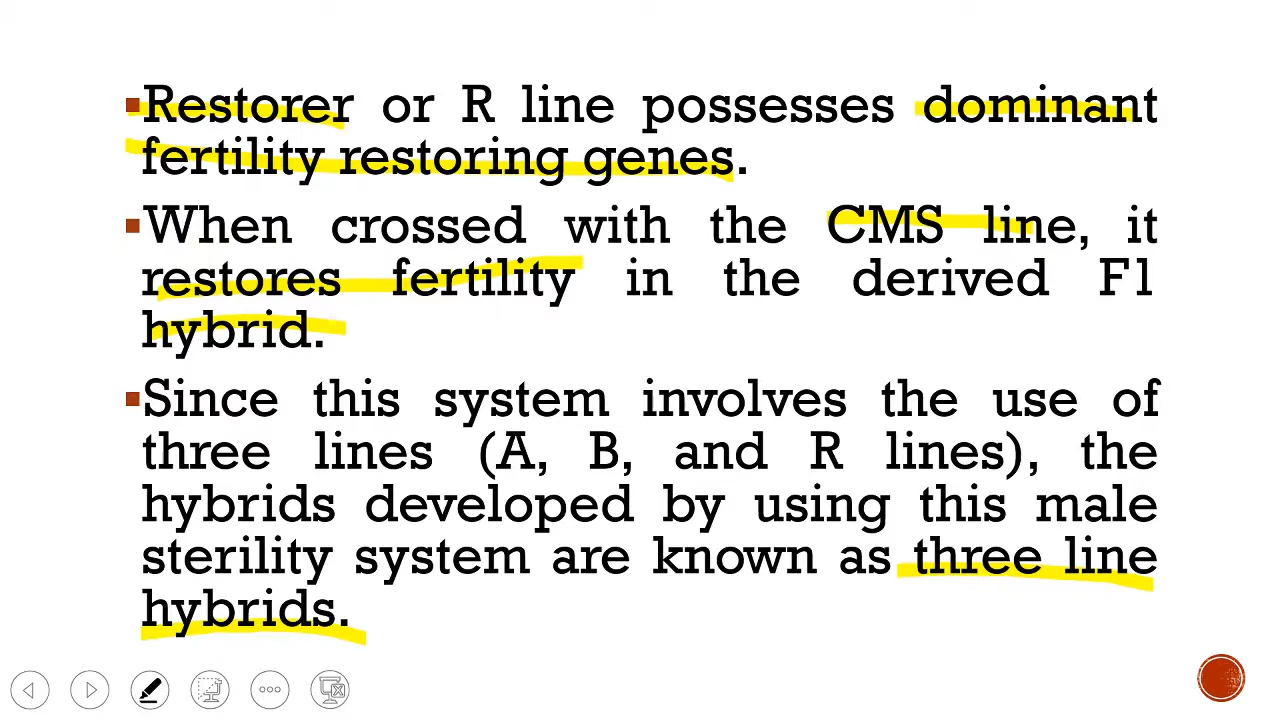 ▪Restorer or R line possesses dominant
fertility restoring genes.
▪When crossed with the CMS line, it
restores fertility in the derived F1
hybrid.
▪Since this system involves the use of
three lines (A, B, and R lines), the
hybrids developed by using this male
sterility system are known as three line
hybrids.